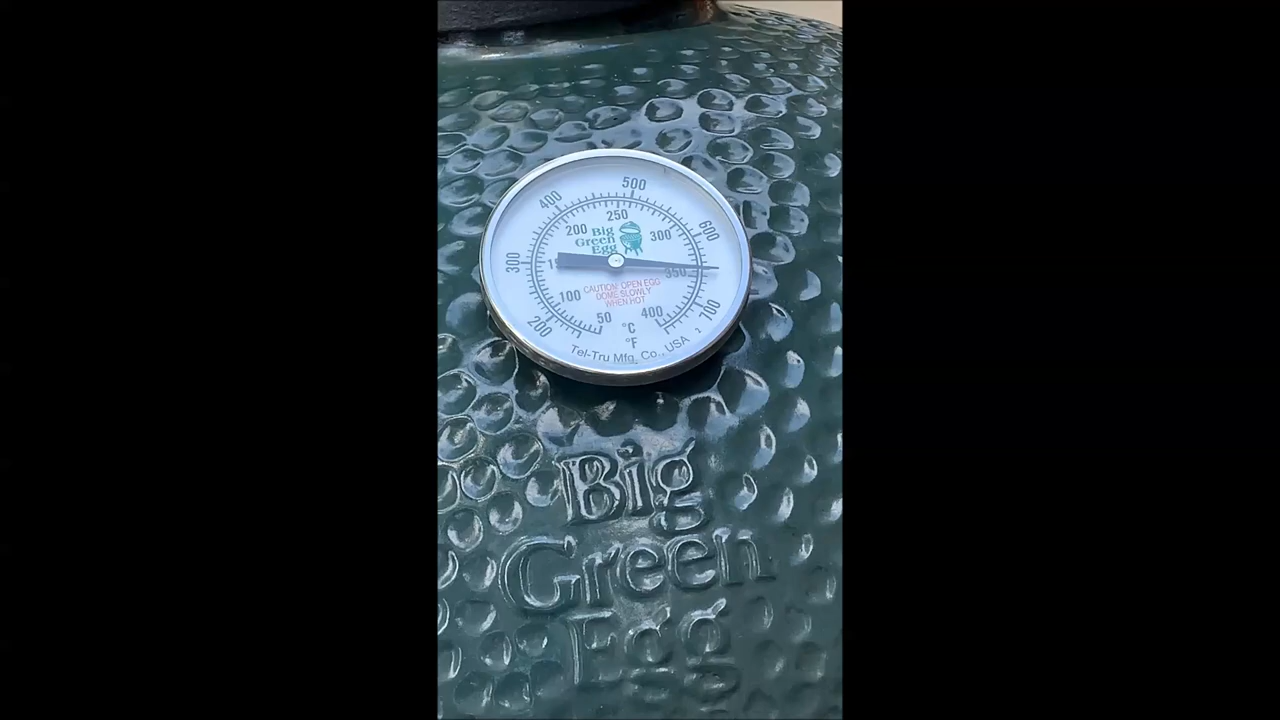 500
400
600
250
200
300
Big
Green
Egg
300
350
CAUTION: OPEN EGG
DOME SLOWLY
WHEN HOT
100
50
400
700
200
°C
°F
Tel-Tru Mfg. Co., USA
Big
Green
Egg